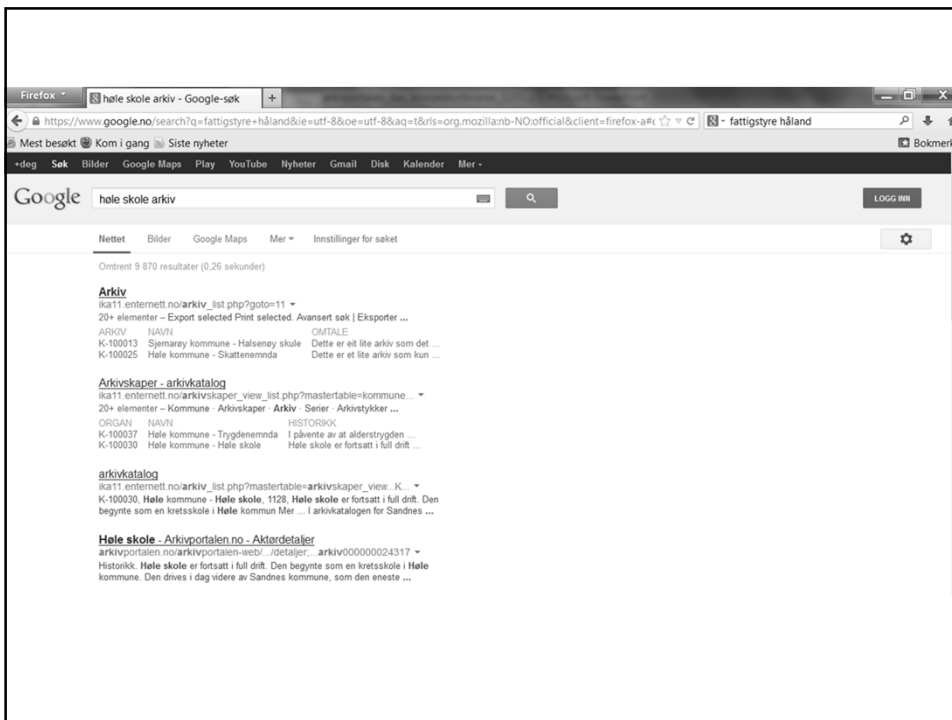 Firefox
høle skole arkiv - Google-søk
+
https://www.google.no/search?q=fattigstyre+håland&ie=utf-8&oe=utf-8&aq=t&rls=org.mozilla:nb-NO:official&client=firefox-a#
fattigstyre håland
Mest besøkt Kom i gang Siste nyheter
Bokmerk
+deg Søk Bilder Google Maps Play YouTube Nyheter Gmail Disk Kalender Mer
Google
høle skole arkiv
LOGG INN
Nettet Bilder Google Maps Mer Innstillinger for søket
Omtrent 9 870 resultater (0,26 sekunder)
Arkiv
ika11.enternett.no/arkiv_list.php?goto=11
20+ elementer – Export selected Print selected. Avansert søk | Eksporter ...
ARKIV NAVN OMTALE
K-100013 Sjernarøy kommune - Halsenøy skule Dette er eit lite arkiv som det ...
K-100025 Høle kommune - Skattenemnda Dette er et lite arkiv som kun ...
Arkivskaper - arkivkatalog
ika11.enternett.no/arkivskaper_view_list.php?mastertable=kommune...
20+ elementer – Kommune · Arkivskaper · Arkiv · Serier · Arkivstykker ...
ORGAN NAVN HISTORIKK
K-100037 Høle kommune - Trygdenemnda I påvente av at alderstrygden ...
K-100030 Høle kommune - Høle skole Høle skole er fortsatt i full drift ...
arkivkatalog
ika11.enternett.no/arkiv_list.php?mastertable=arkivskaper_view...K...
K-100030, Høle kommune - Høle skole, 1128, Høle skole er fortsatt i full drift. Den
begynte som en kretsskole i Høle kommun Mer ... I arkivkatalogen for Sandnes ...
Høle skole - Arkivportalen.no - Aktørdetaljer
arkivportalen.no/arkivportalen-web/.../detaljer;...arkiv000000024317
Historikk. Høle skole er fortsatt i full drift. Den begynte som en kretsskole i Høle
kommune. Den drives i dag videre av Sandnes kommune, som den eneste ...